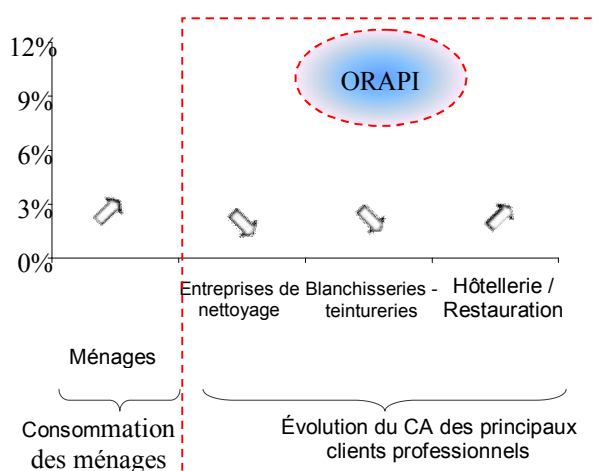 12%
9%
6%
3%
0%
ORAPI
Entreprises de
nettoyage
Blanchisseries -
teintureries
Hôtellerie /
Restauration
Ménages
Consommation
des ménages
Évolution du CA des principaux
clients professionnels